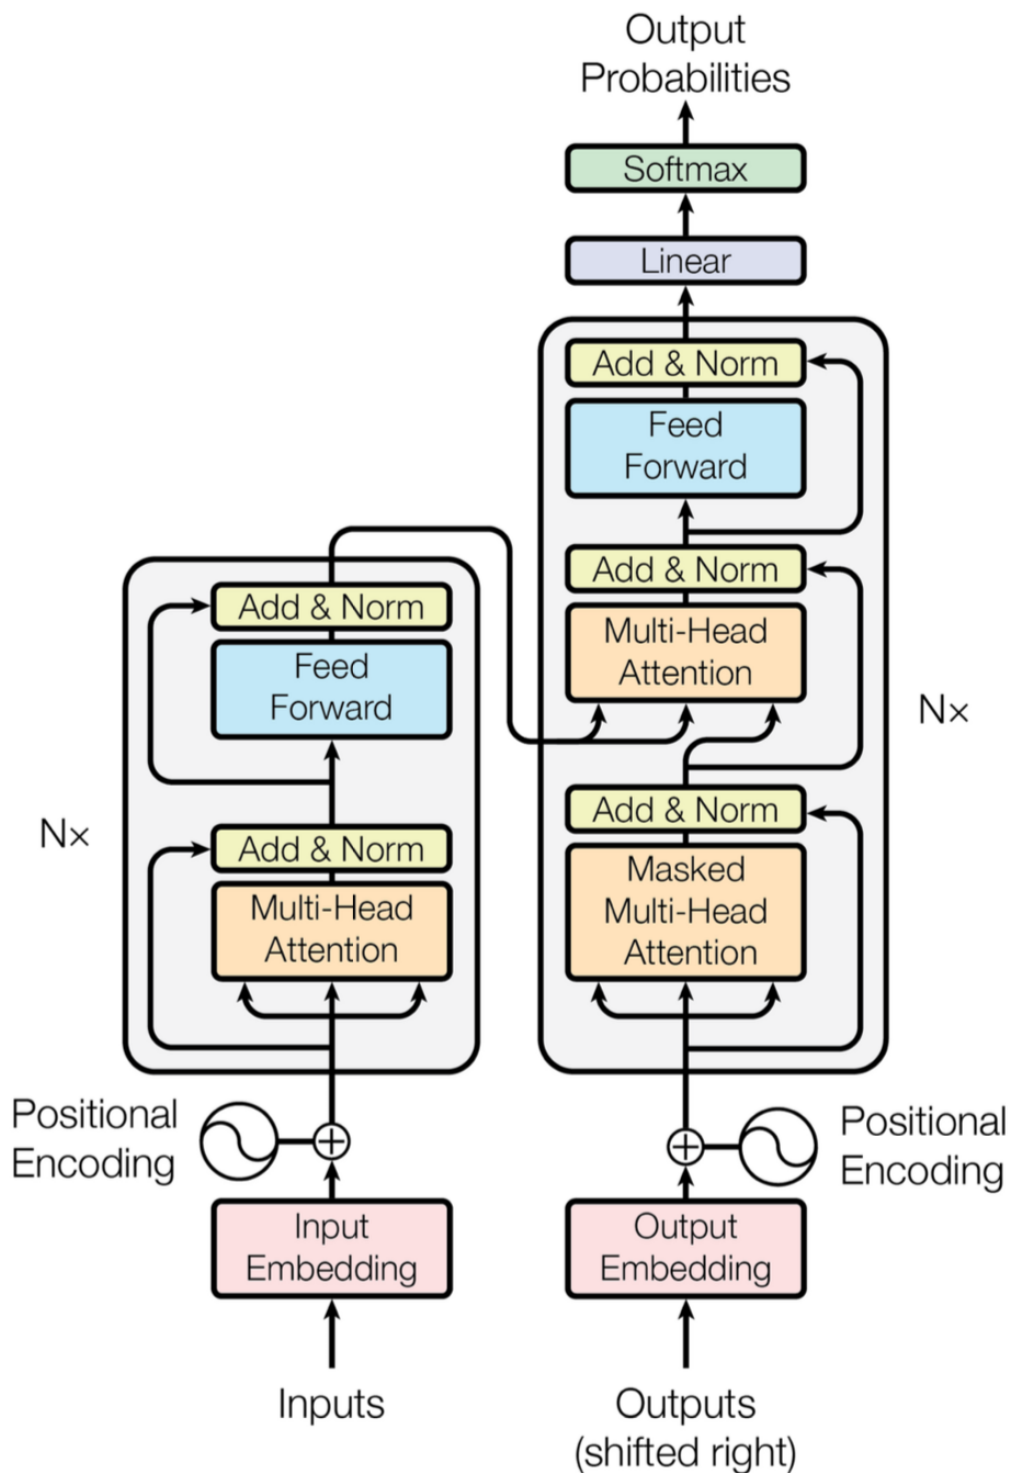 Output
Probabilities
Softmax
Linear
Add & Norm
Feed
Forward
Add & Norm
Multi-Head
Attention
Add & Norm
Masked
Multi-Head
Attention
N×
Add & Norm
Feed
Forward
Add & Norm
Multi-Head
Attention
N×
Positional
Encoding
Positional
Encoding
Input
Embedding
Output
Embedding
Inputs
Outputs
(shifted right)